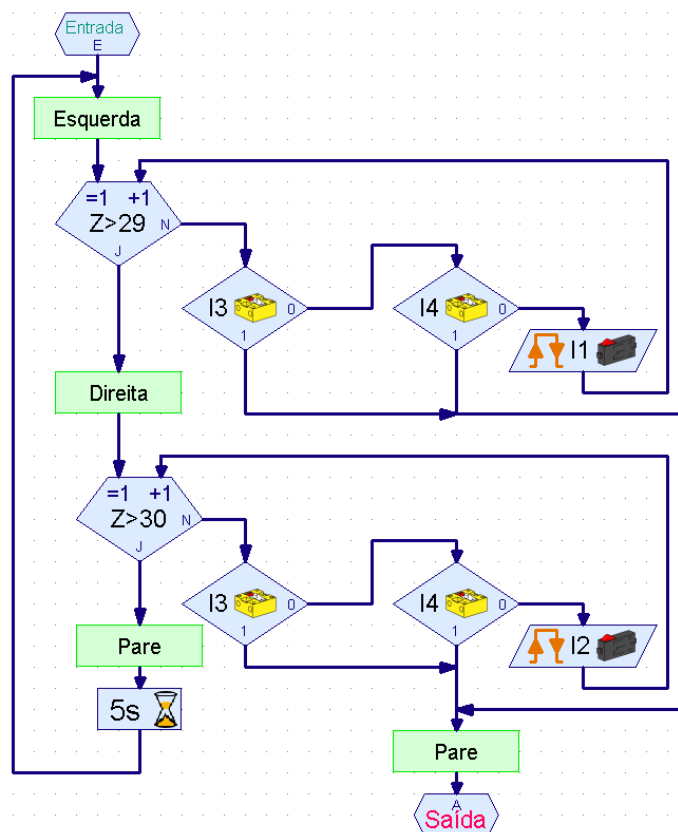 Entrada
E
Esquerda
=1 +1
Z>29
N
J
I3
0
1
I4
0
1
I1
Direita
=1 +1
Z>30
N
J
I3
0
1
I4
0
1
I2
Pare
5s
Pare
A
Saída